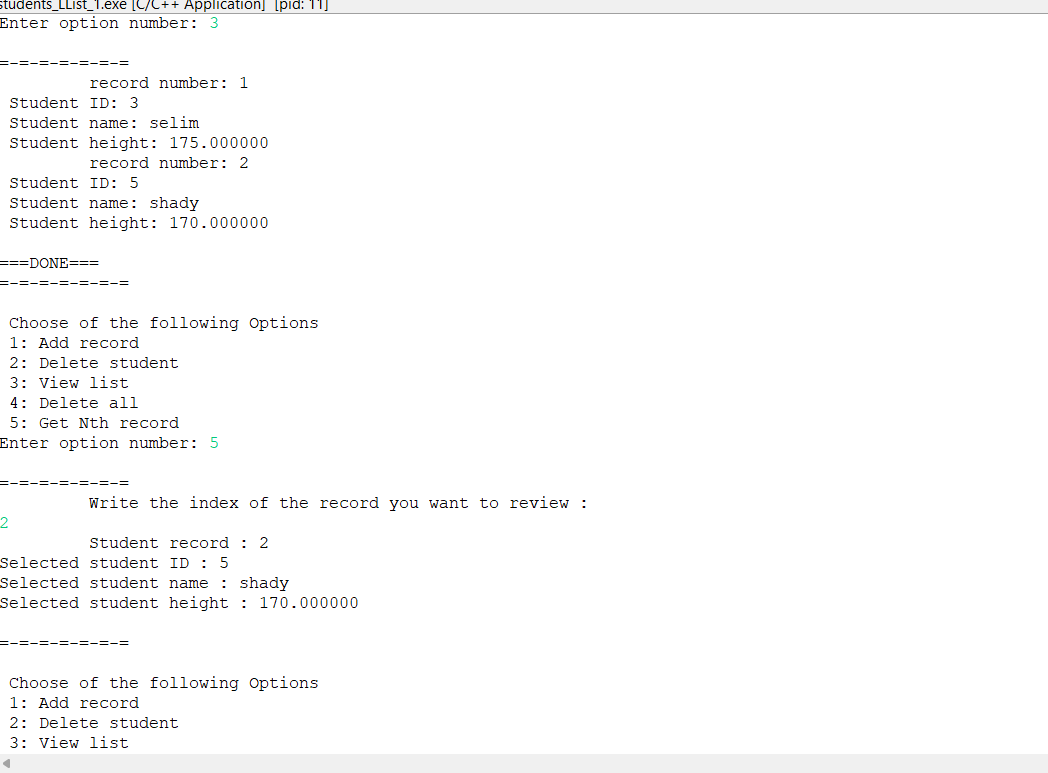 students_LList_1.exe [C/C++ Application] [pid: 11]
Enter option number: 3
=-=-=-=-=-=-=
record number: 1
Student ID: 3
Student name: selim
Student height: 175.000000
record number: 2
Student ID: 5
Student name: shady
Student height: 170.000000
===DONE===
=-=-=-=-=-=-=
Choose of the following Options
1: Add record
2: Delete student
3: View list
4: Delete all
5: Get Nth record
Enter option number: 5
=-=-=-=-=-=-=
Write the index of the record you want to review :
2
Student record : 2
Selected student ID : 5
Selected student name : shady
Selected student height : 170.000000
=-=-=-=-=-=-=
Choose of the following Options
1: Add record
2: Delete student
3: View list